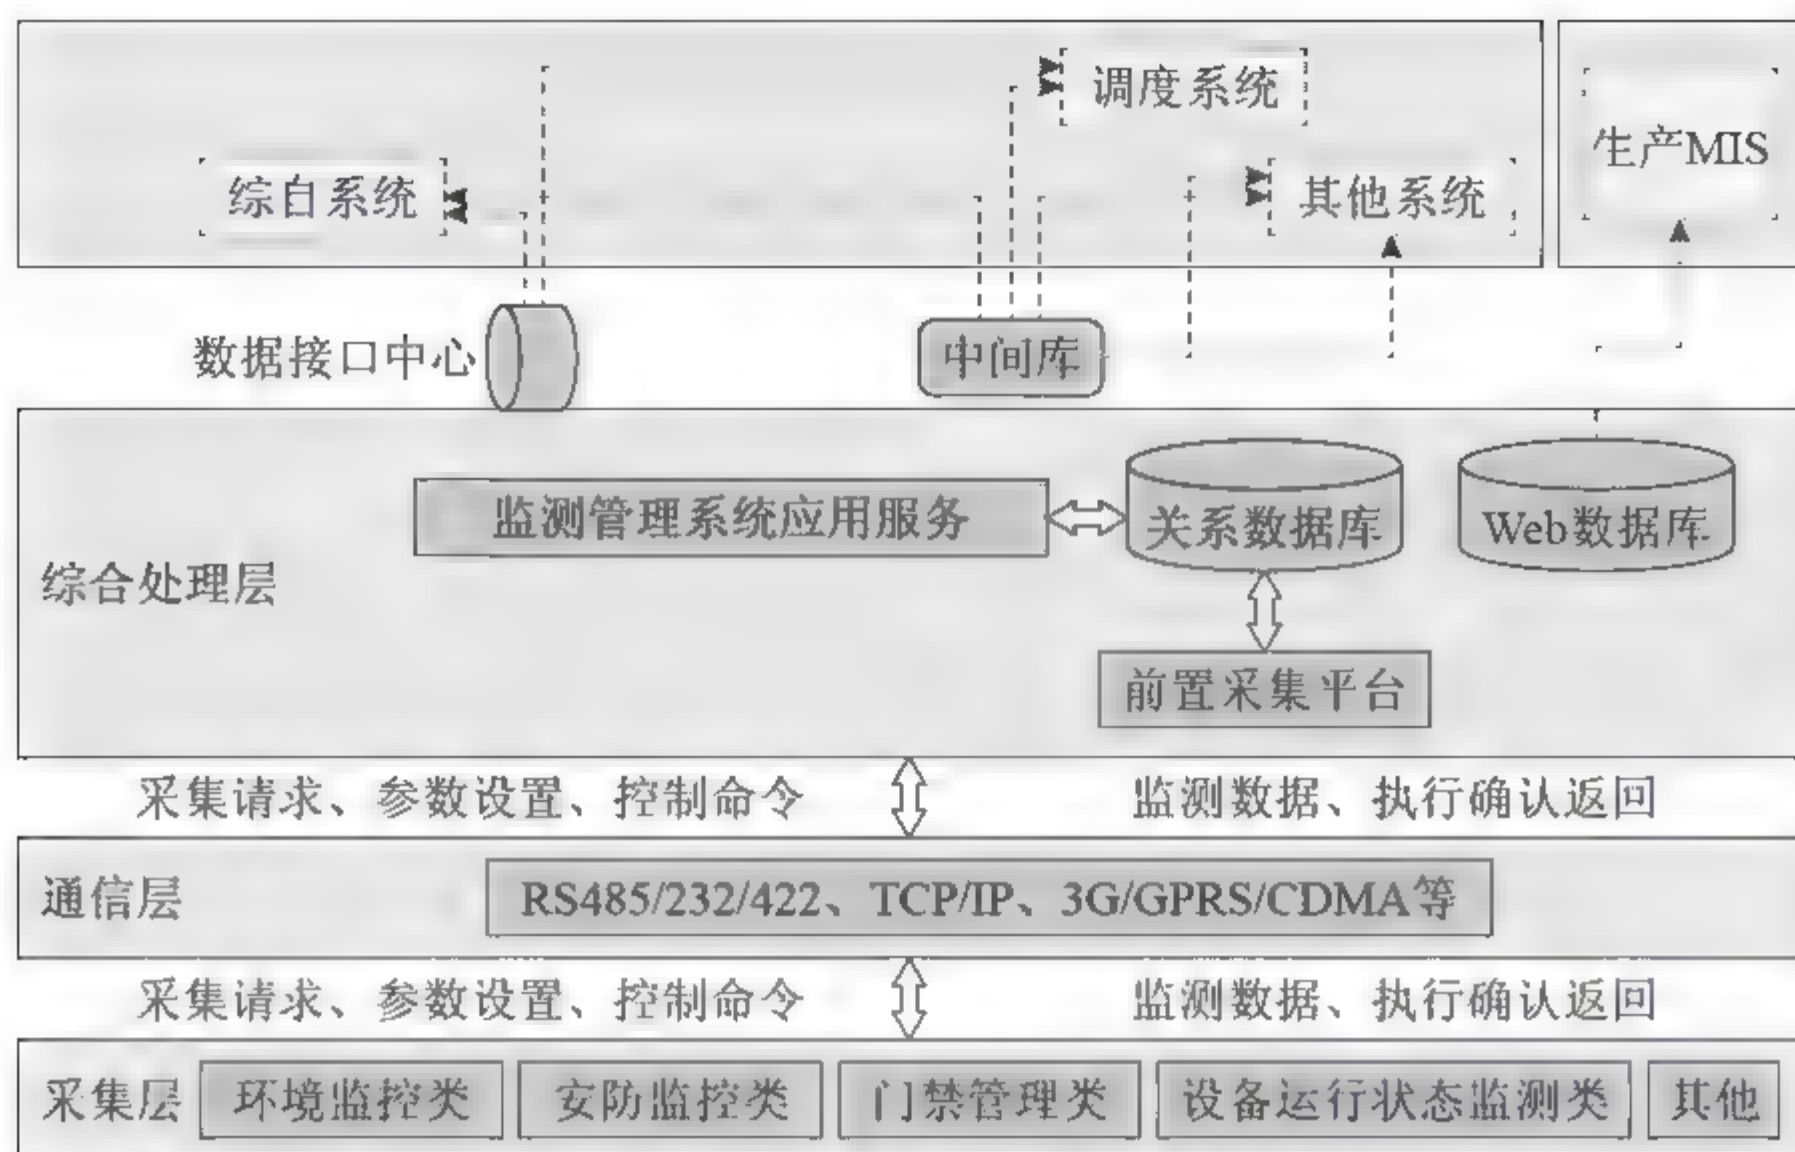 调度系统
生产MIS
综自系统
其他系统
数据接口中心
中间库
监测管理系统应用服务
关系数据库
Web数据库
综合处理层
前置采集平台
采集请求、参数设置、控制命令
监测数据、执行确认返回
通信层
RS485/232/422、TCP/IP、3G/GPRS/CDMA等
采集请求、参数设置、控制命令
监测数据、执行确认返回
采集层
环境监控类
安防监控类
门禁管理类
设备运行状态监测类
其他